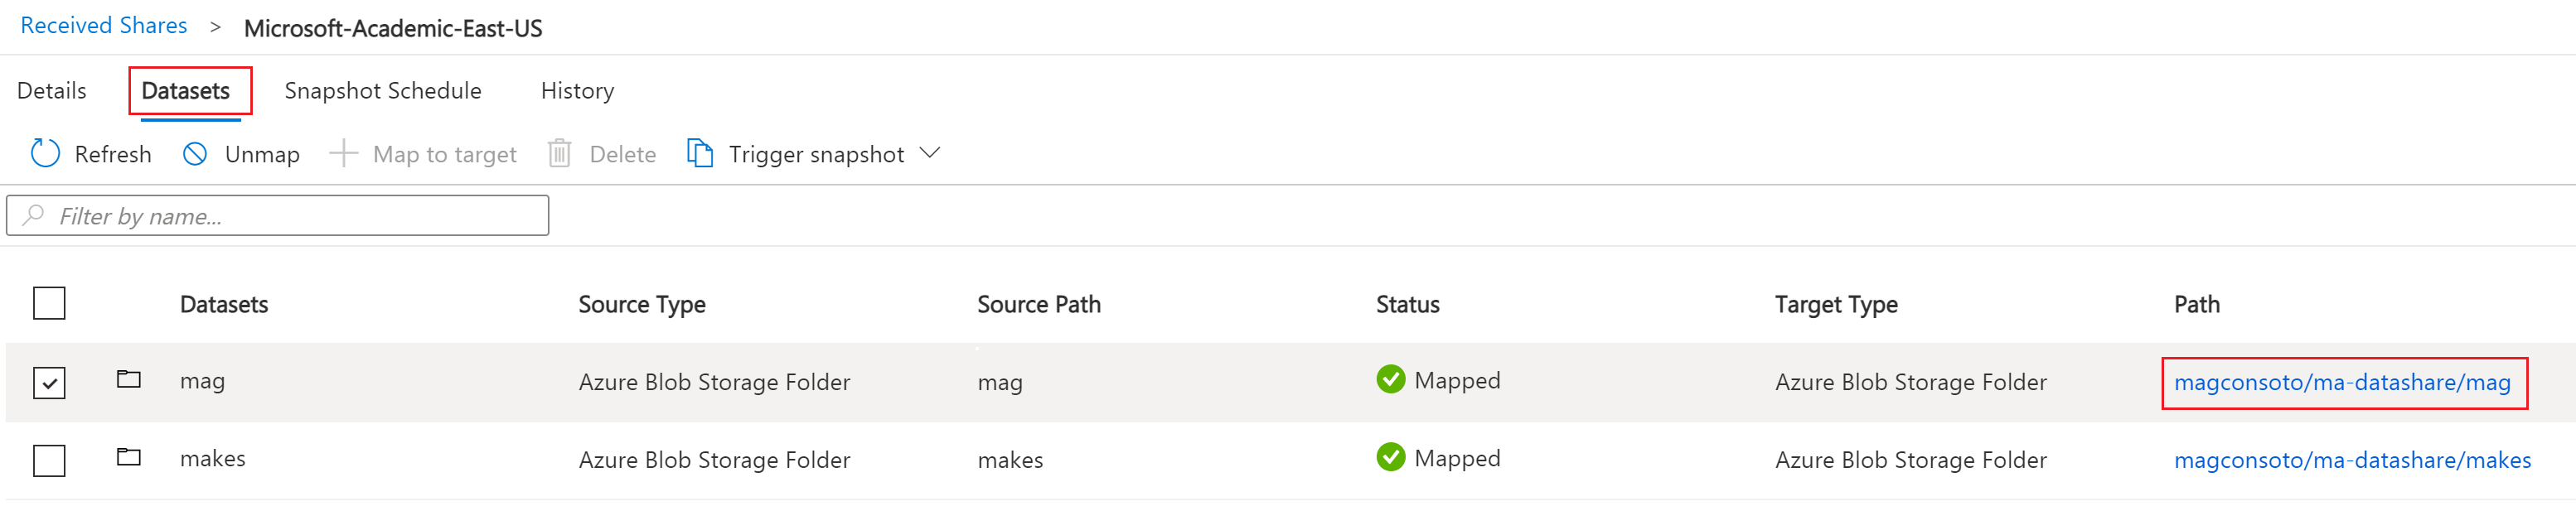 Received Shares > Microsoft-Academic-East-US
Details Datasets Snapshot Schedule History
Refresh Unmap Map to target Delete Trigger snapshot
Filter by name...
Datasets Source Type Source Path Status Target Type Path
mag Azure Blob Storage Folder mag Mapped Azure Blob Storage Folder magconsoto/ma-datashare/mag
makes Azure Blob Storage Folder makes Mapped Azure Blob Storage Folder magconsoto/ma-datashare/makes